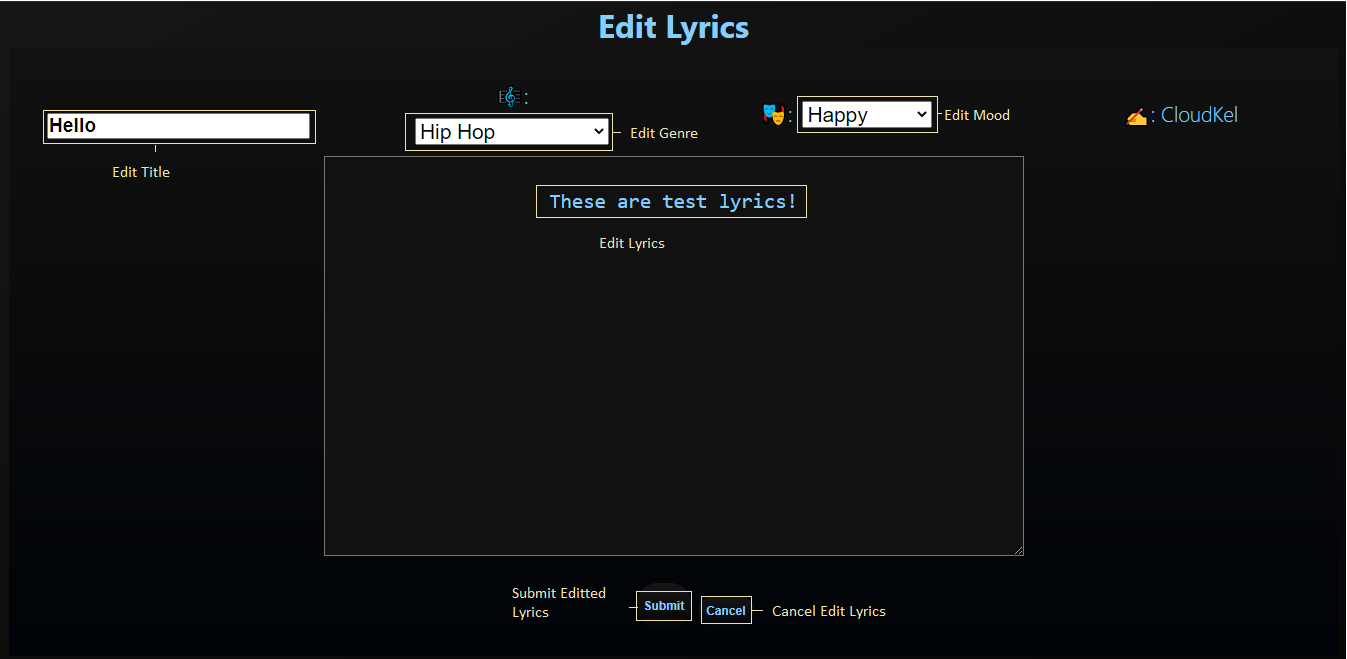 Edit Lyrics
Hello
Edit Title
🎼:
Hip Hop
Edit Genre
🎭: Happy
Edit Mood
✍: CloudKel
These are test lyrics!
Edit Lyrics
Submit Editted
Lyrics
Submit
Cancel
Cancel Edit Lyrics